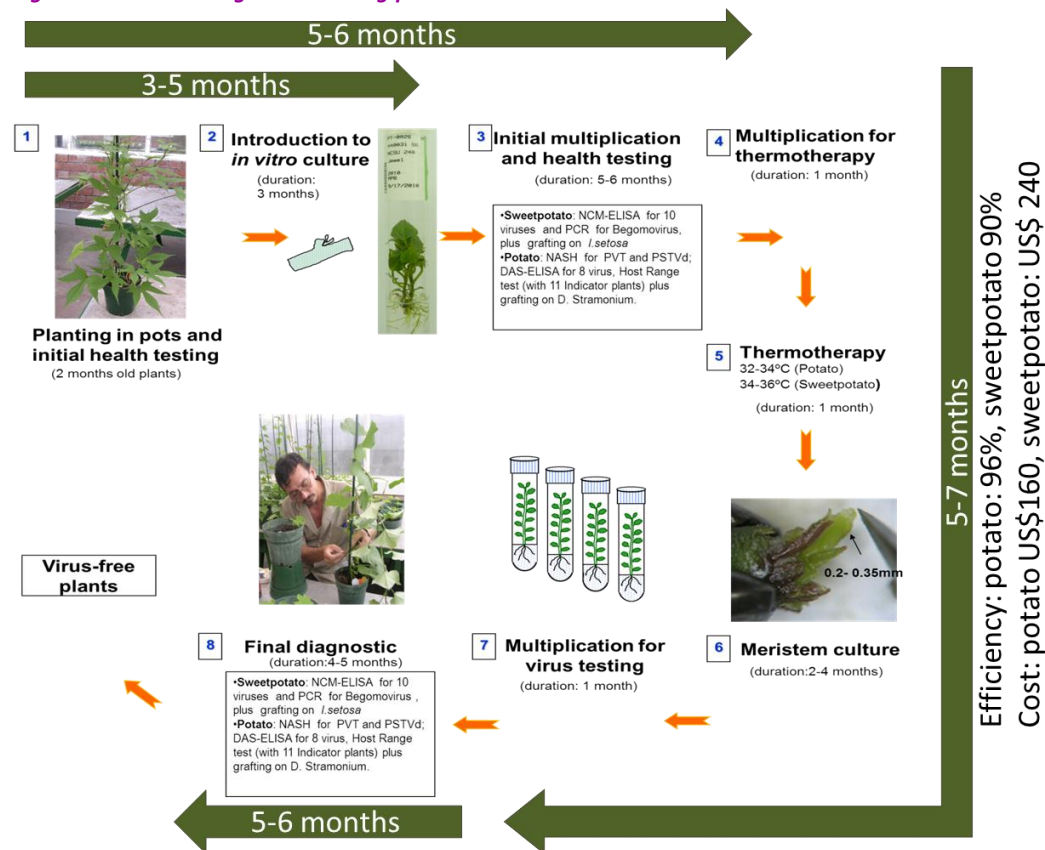 5-6 months
3-5 months
1
2
Introduction to
in vitro culture
(duration:
3 months)
3
Initial multiplication
and health testing
(duration: 5-6 months)
•Sweetpotato: NCM-ELISA for 10
viruses and PCR for Begomovirus,
plus grafting on I.setosa
•Potato: NASH for PVT and PSTVd;
DAS-ELISA for 8 virus, Host Range
test (with 11 Indicator plants) plus
grafting on D. Stramonium.
4
Multiplication for
thermotherapy
(duration: 1 month)
Planting in pots and
initial health testing
(2 months old plants)
5
Thermotherapy
32-34ºC (Potato)
34-36ºC (Sweetpotato)
(duration: 1 month)
0.2- 0.35mm
6
Meristem culture
(duration:2-4 months)
7
Multiplication for
virus testing
(duration: 1 month)
8
Final diagnostic
(duration:4-5 months)
•Sweetpotato: NCM-ELISA for 10
viruses and PCR for Begomovirus ,
plus grafting on I.setosa
•Potato: NASH for PVT and PSTVd;
DAS-ELISA for 8 virus, Host Range
test (with 11 Indicator plants) plus
grafting on D. Stramonium.
Virus-free
plants
5-6 months
5-7 months
Efficiency: potato: 96%, sweetpotato 90%
Cost: potato US$160, sweetpotato: US$ 240